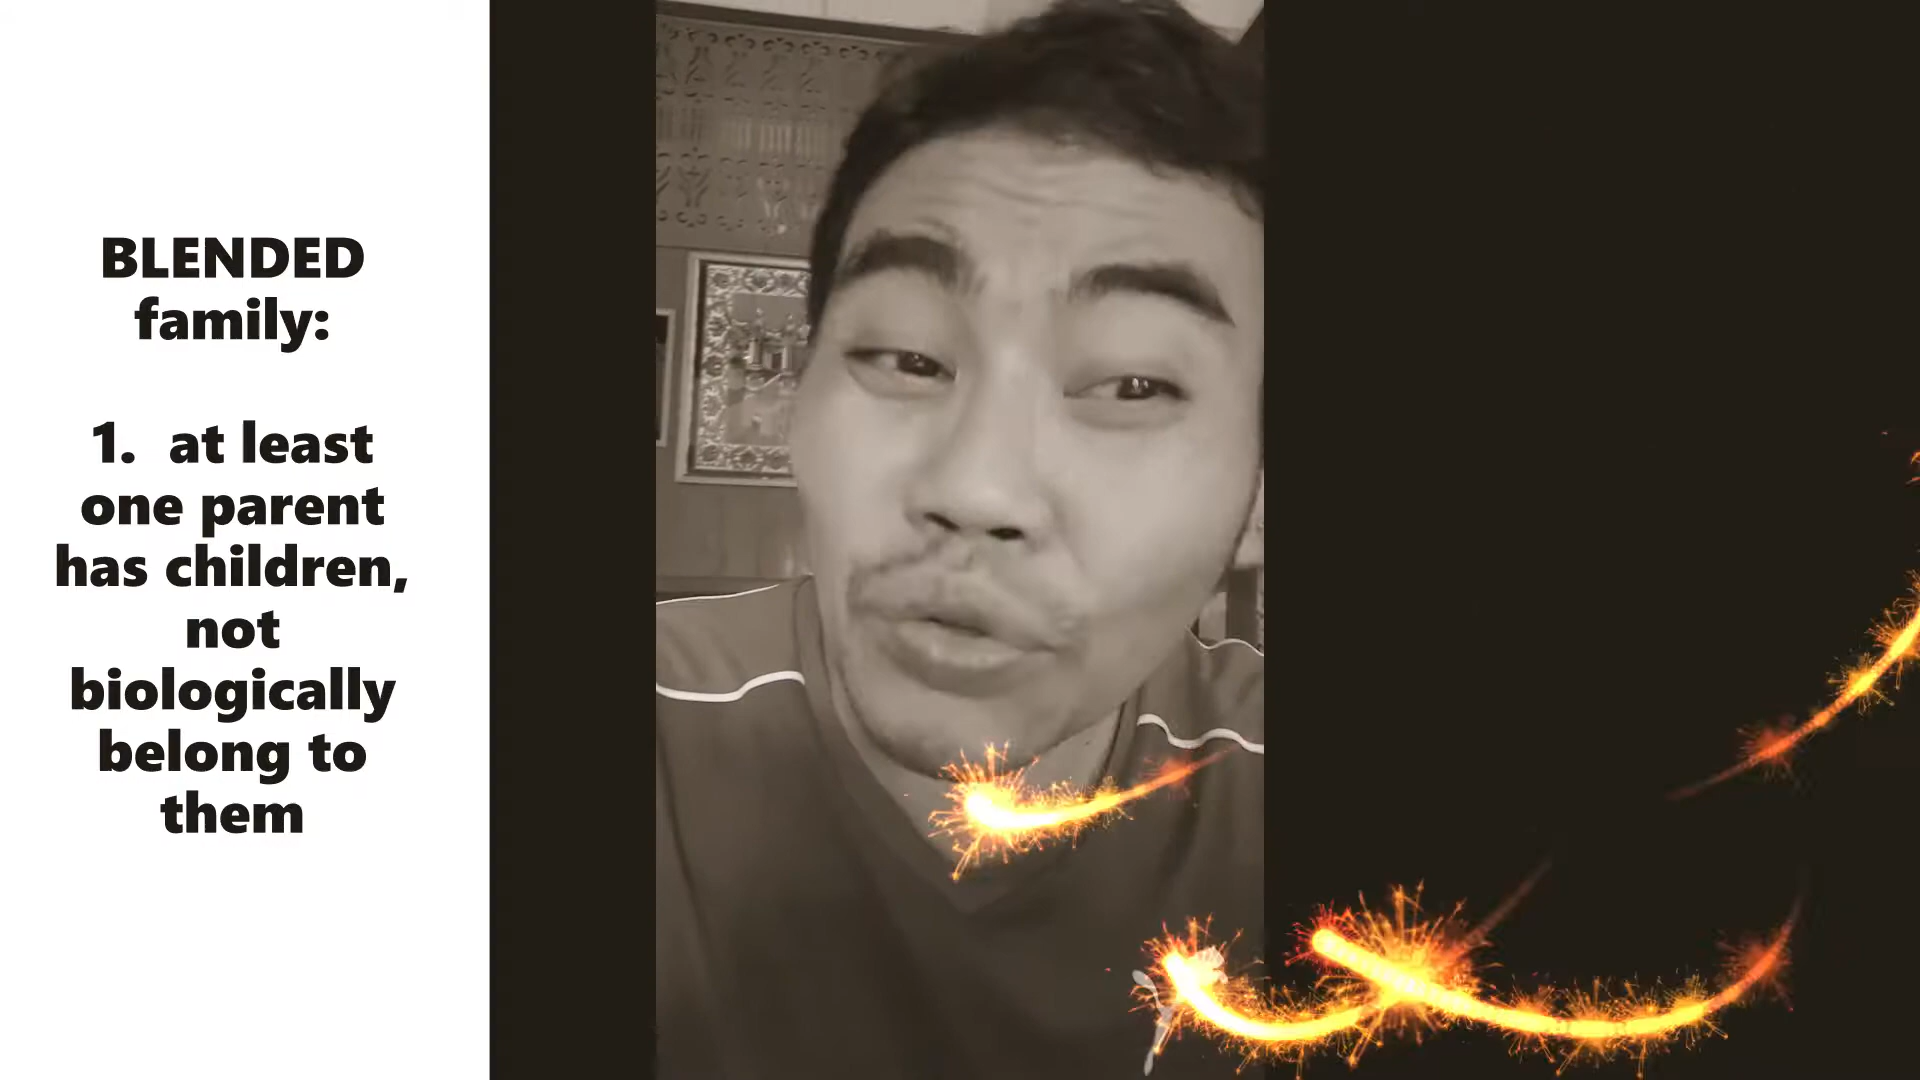 BLENDED
family:
1. at least
one parent
has children,
not
biologically
belong to
them